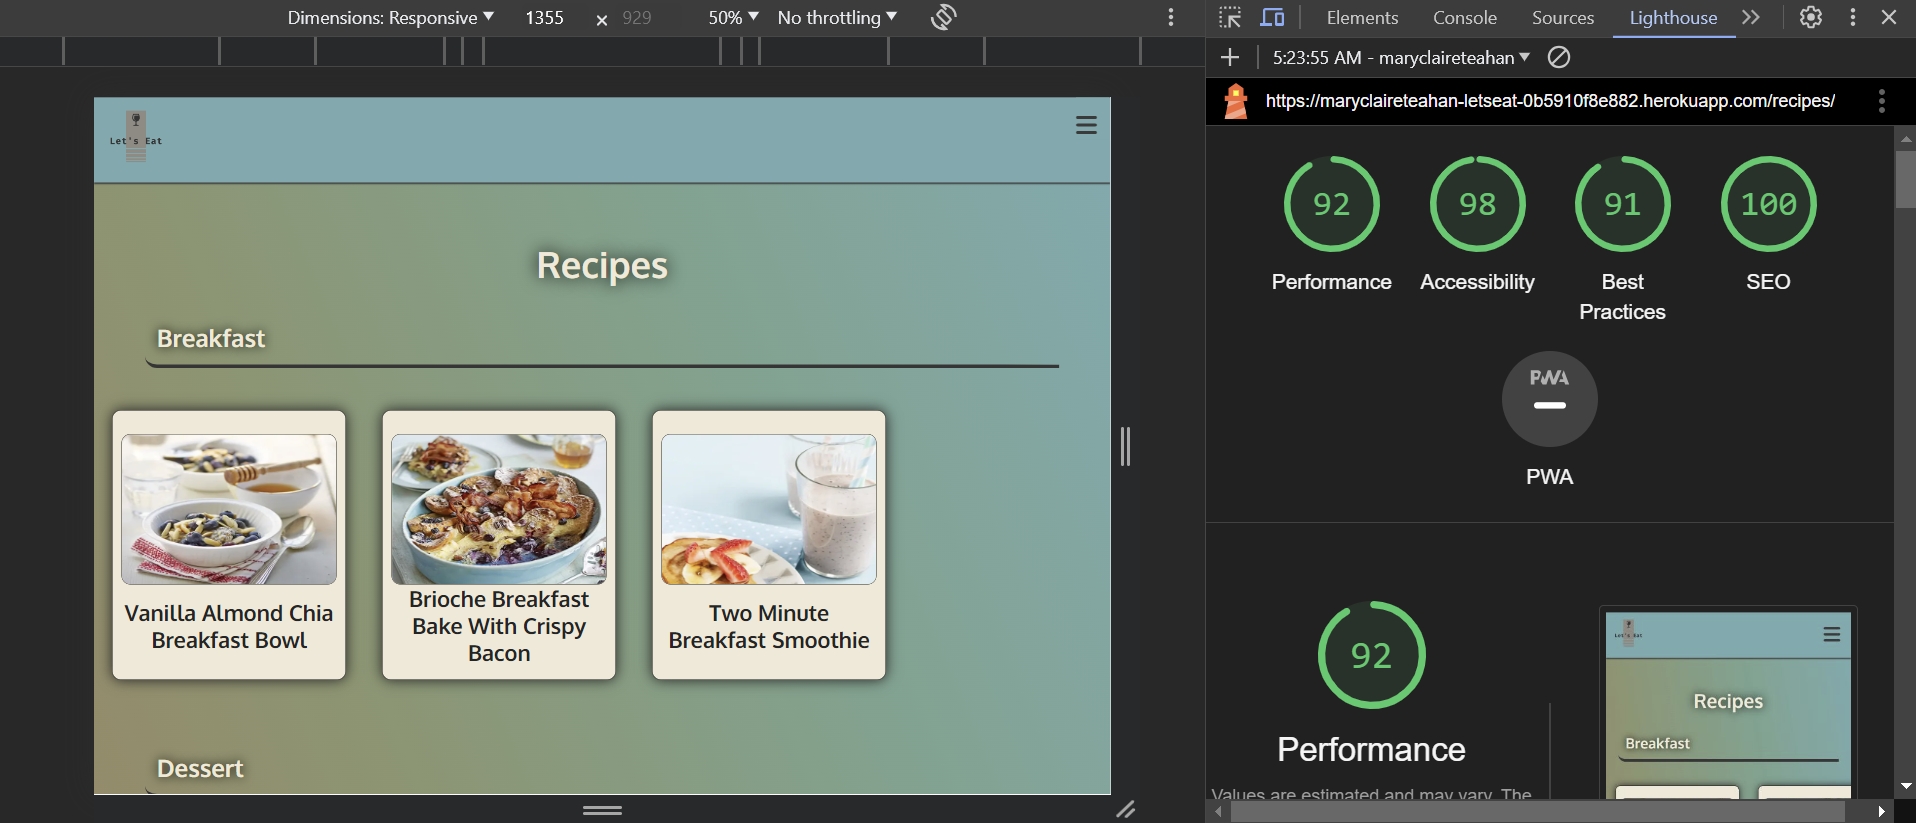 Dimensions: Responsive 1355 × 929 50% No throttling
Elements Console Sources Lighthouse
5:23:55 AM - maryclaireteahan
https://maryclaireteahan-letseat-0b5910f8e882.herokuapp.com/recipes/
Let's Eat
Recipes
Breakfast
Vanilla Almond Chia
Breakfast Bowl
Brioche Breakfast
Bake With Crispy
Bacon
Two Minute
Breakfast Smoothie
Dessert
92
Performance
98
Accessibility
91
Best
Practices
100
SEO
PWA
PWA
92
Performance
Values are estimated and may vary. The
Let's Eat
Recipes
Breakfast